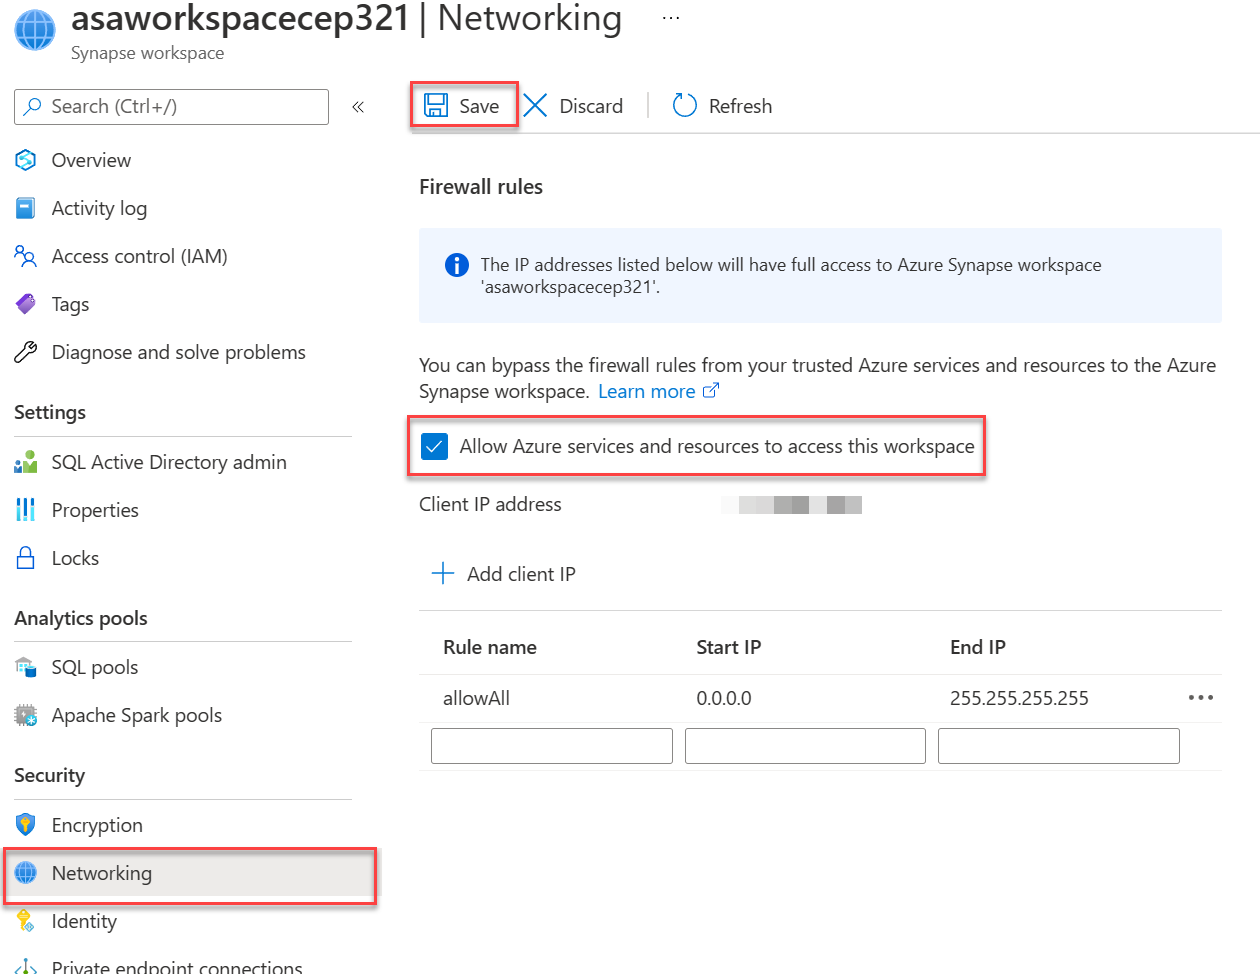 asaworkspacecep321 | Networking ...
Synapse workspace
Search (Ctrl+/)
«
Overview
Activity log
Access control (IAM)
Tags
Diagnose and solve problems
Settings
SQL Active Directory admin
Properties
Locks
Analytics pools
SQL pools
Apache Spark pools
Security
Encryption
Networking
Identity
Private endpoint connections
Save Discard Refresh
Firewall rules
The IP addresses listed below will have full access to Azure Synapse workspace
'asaworkspacecep321'.
You can bypass the firewall rules from your trusted Azure services and resources to the Azure
Synapse workspace. Learn more
Allow Azure services and resources to access this workspace
Client IP address
Add client IP
Rule name Start IP End IP
allowAll 0.0.0.0 255.255.255.255 •••